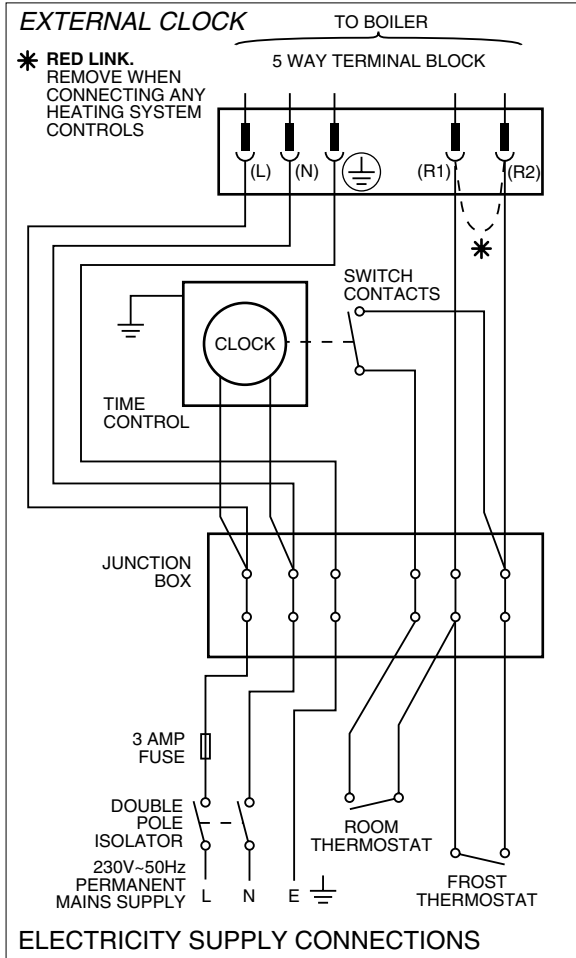 EXTERNAL CLOCK
TO BOILER
✱ RED LINK.
REMOVE WHEN
CONNECTING ANY
HEATING SYSTEM
CONTROLS
5 WAY TERMINAL BLOCK
(L) (N) (R1) (R2)
✱
SWITCH
CONTACTS
CLOCK
TIME
CONTROL
JUNCTION
BOX
3 AMP
FUSE
DOUBLE
POLE
ISOLATOR
230V~50Hz
PERMANENT
MAINS SUPPLY
L N E
ROOM
THERMOSTAT
FROST
THERMOSTAT
ELECTRICITY SUPPLY CONNECTIONS